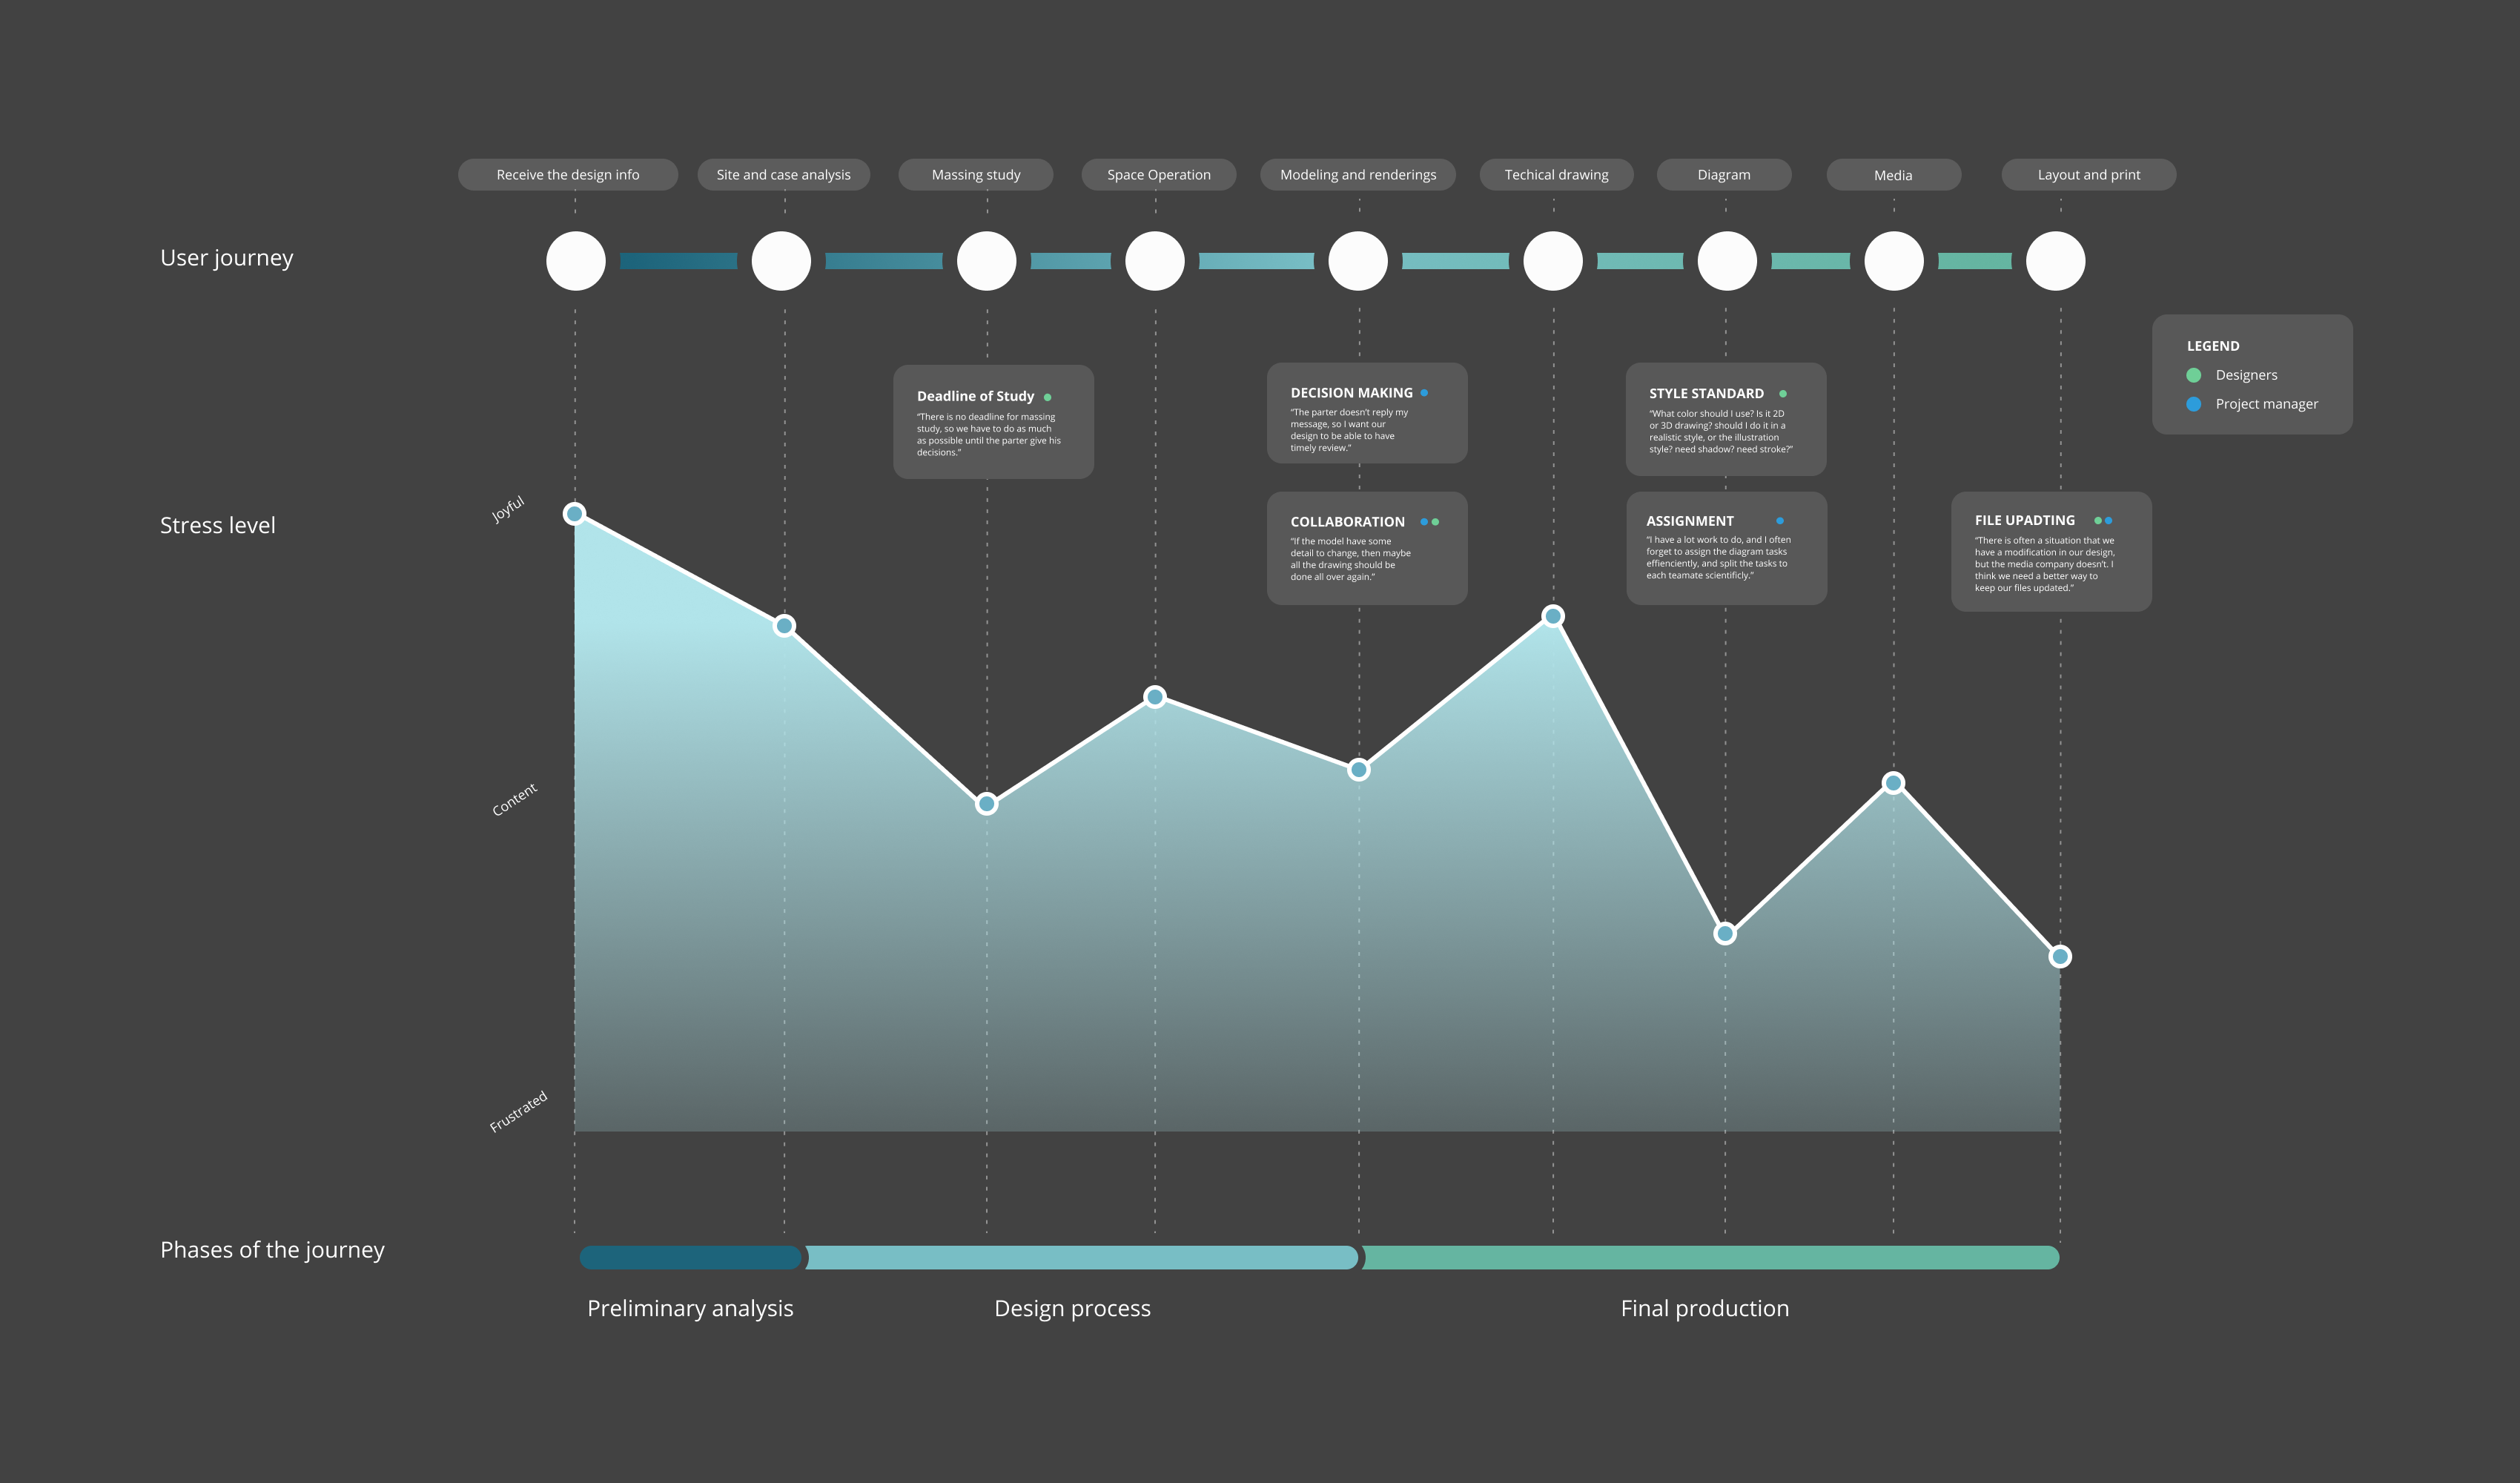 Receive the design info
Site and case analysis
Massing study
Space Operation
Modeling and renderings
Techical drawing
Diagram
Media
Layout and print
User journey
LEGEND
Designers
Project manager
Deadline of Study
“There is no deadline for massing
study, so we have to do as much
as possible until the parter give his
decisions.”
DECISION MAKING
“The parter doesn’t reply my
message, so I want our
design to be able to have
timely review.”
STYLE STANDARD
“What color should I use? Is it 2D
or 3D drawing? should I do it in a
realistic style, or the illustration
style? need shadow? need stroke?”
Stress level
COLLABORATION
“If the model have some
detail to change, then maybe
all the drawing should be
done all over again.”
ASSIGNMENT
“I have a lot work to do, and I often
forget to assign the diagram tasks
effienciently, and split the tasks to
each teamate scientificly.”
FILE UPADTING
“There is often a situation that we
have a modification in our design,
but the media company doesn’t. I
think we need a better way to
keep our files updated.”
Joyful
Content
Frustrated
Phases of the journey
Preliminary analysis
Design process
Final production